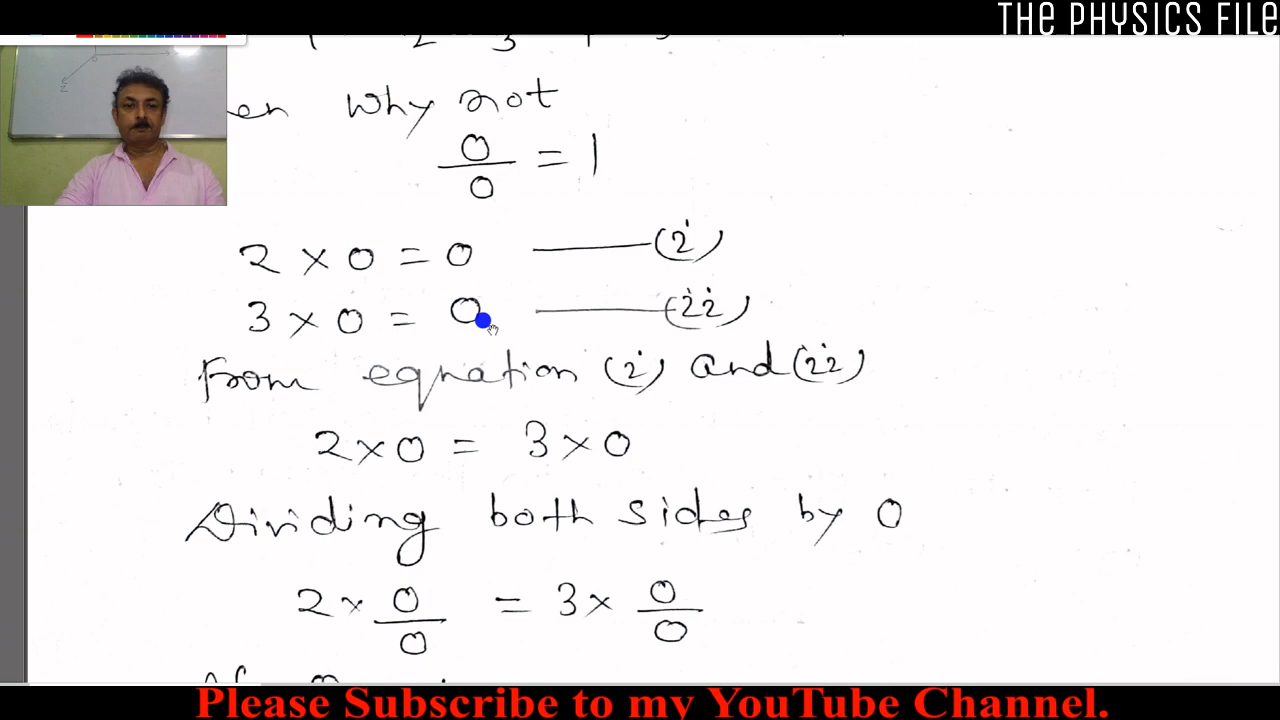 THE PHYSICS FILE
2 3
Why not
0/0 = 1
2 × 0 = 0 (i)
3 × 0 = 0 (ii)
From equation (i) and (ii)
2 × 0 = 3 × 0
Dividing both sides by 0
2 × 0/0 = 3 × 0/0
Please Subscribe to my YouTube Channel.